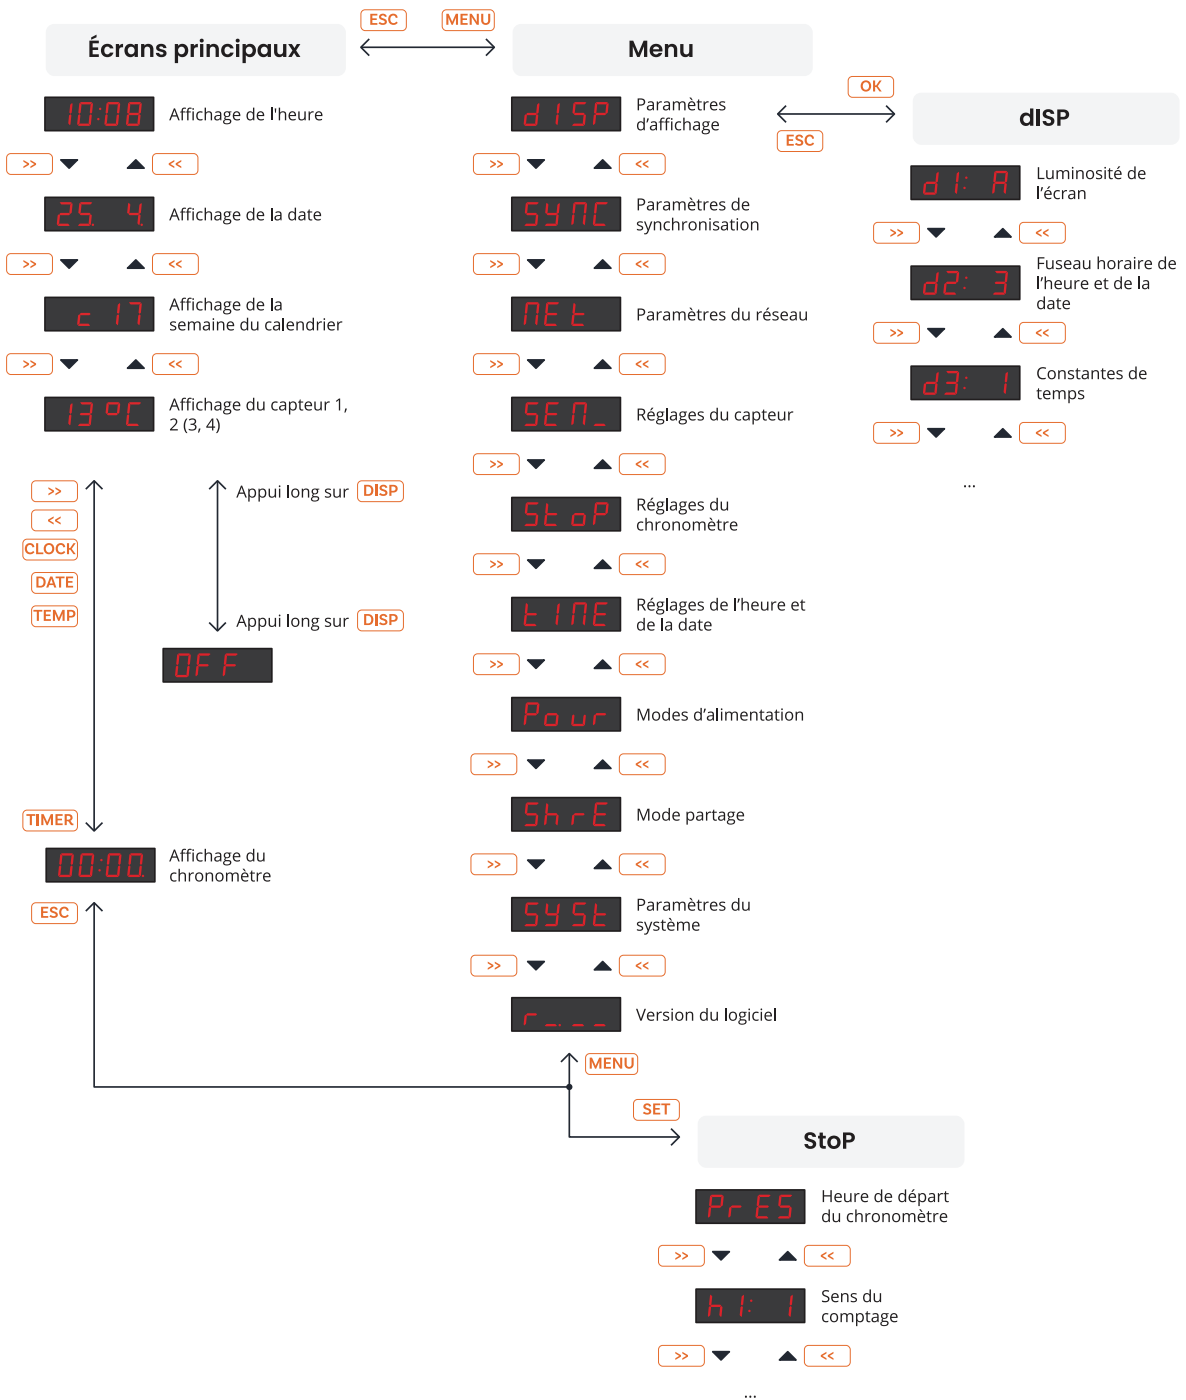 ESC MENU
Écrans principaux
Menu
10:08
Affichage de l'heure
>> <<
25. 4.
Affichage de la date
>> <<
c 17
Affichage de la
semaine du calendrier
>> <<
13 °C
Affichage du capteur 1,
2 (3, 4)
>>
<<
CLOCK
DATE
TEMP
Appui long sur DISP
Appui long sur DISP
OFF
TIMER
00:00.
Affichage du
chronomètre
ESC
dISP
Paramètres
d’affichage
>> <<
SYNC
Paramètres de
synchronisation
>> <<
NEt
Paramètres du réseau
>> <<
SEN_
Réglages du capteur
>> <<
StoP
Réglages du
chronomètre
>> <<
tIME
Réglages de l’heure et
de la date
>> <<
Pour
Modes d’alimentation
>> <<
ShrE
Mode partage
>> <<
SYSt
Paramètres du
système
>> <<
r _._ _
Version du logiciel
MENU
SET
OK
ESC
dISP
d1: A
Luminosité de
l’écran
>> <<
d2: 3
Fuseau horaire de
l’heure et de la
date
>> <<
d3: 1
Constantes de
temps
>> <<
...
StoP
PrES
Heure de départ
du chronomètre
>> <<
h1: 1
Sens du
comptage
>> <<
...